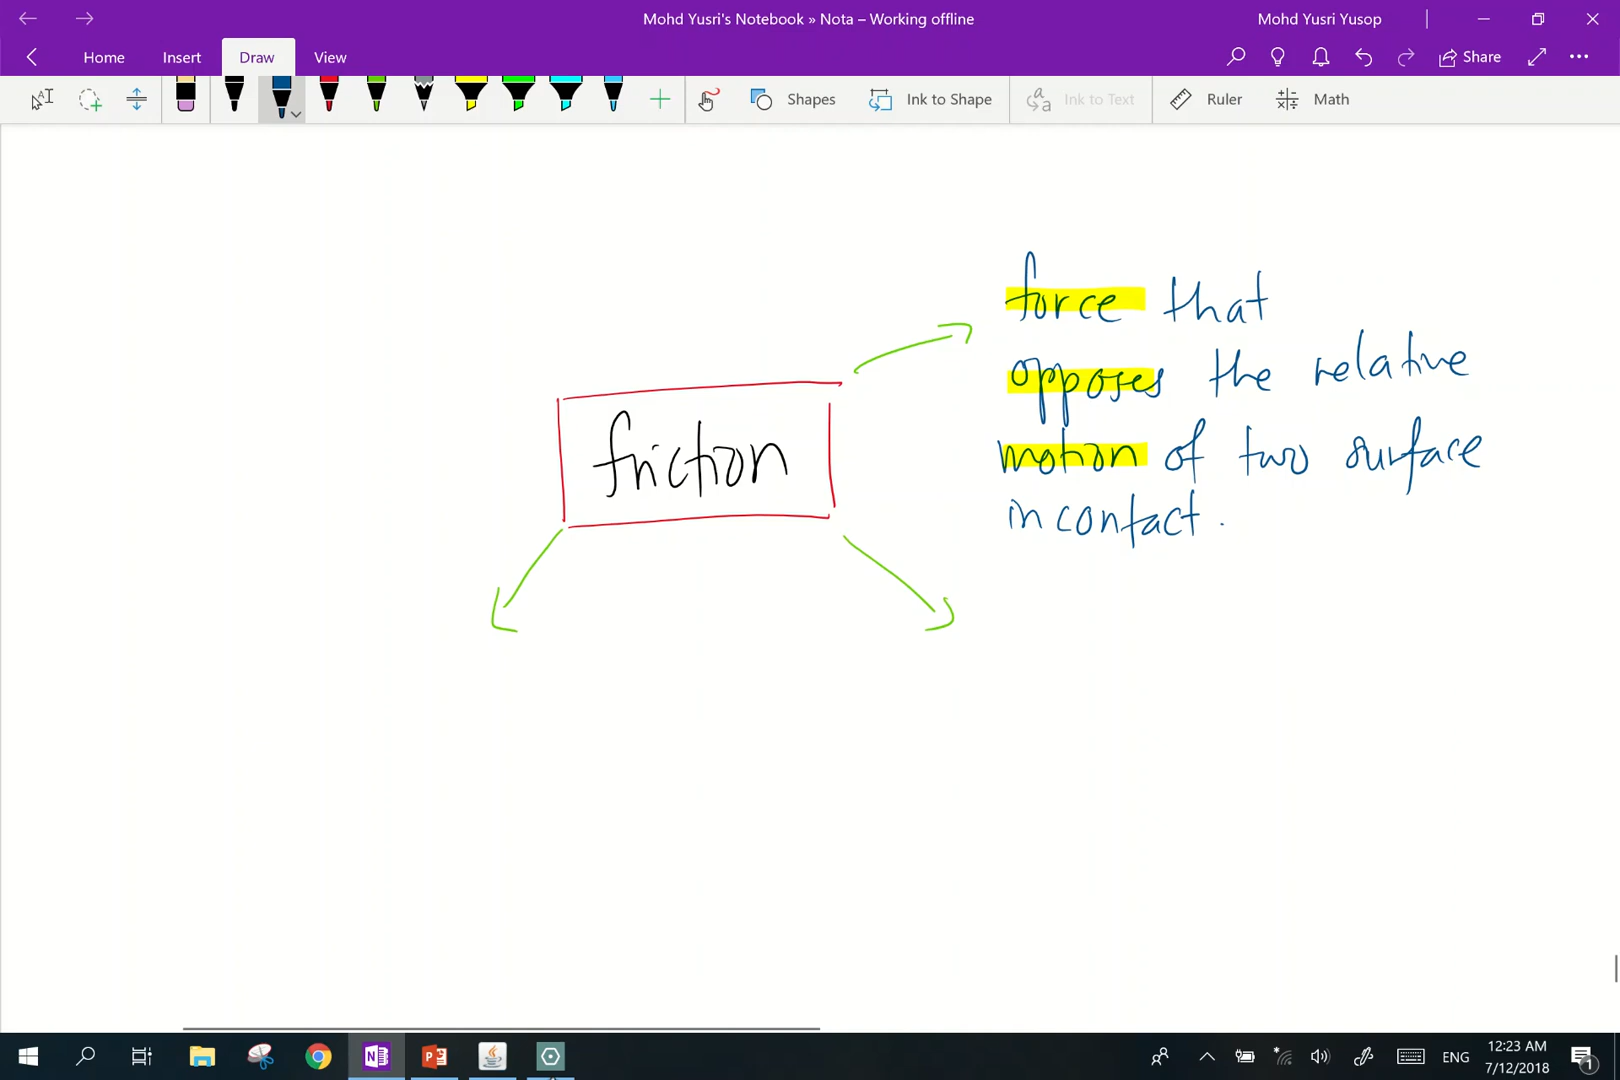 Mohd Yusri's Notebook » Nota – Working offline
Mohd Yusri Yusop
Home
Insert
Draw
View
Share
Shapes
Ink to Shape
Ink to Text
Ruler
Math
force that
opposes the relative
motion of two surface
in contact.
friction
ENG
12:23 AM
7/12/2018
1